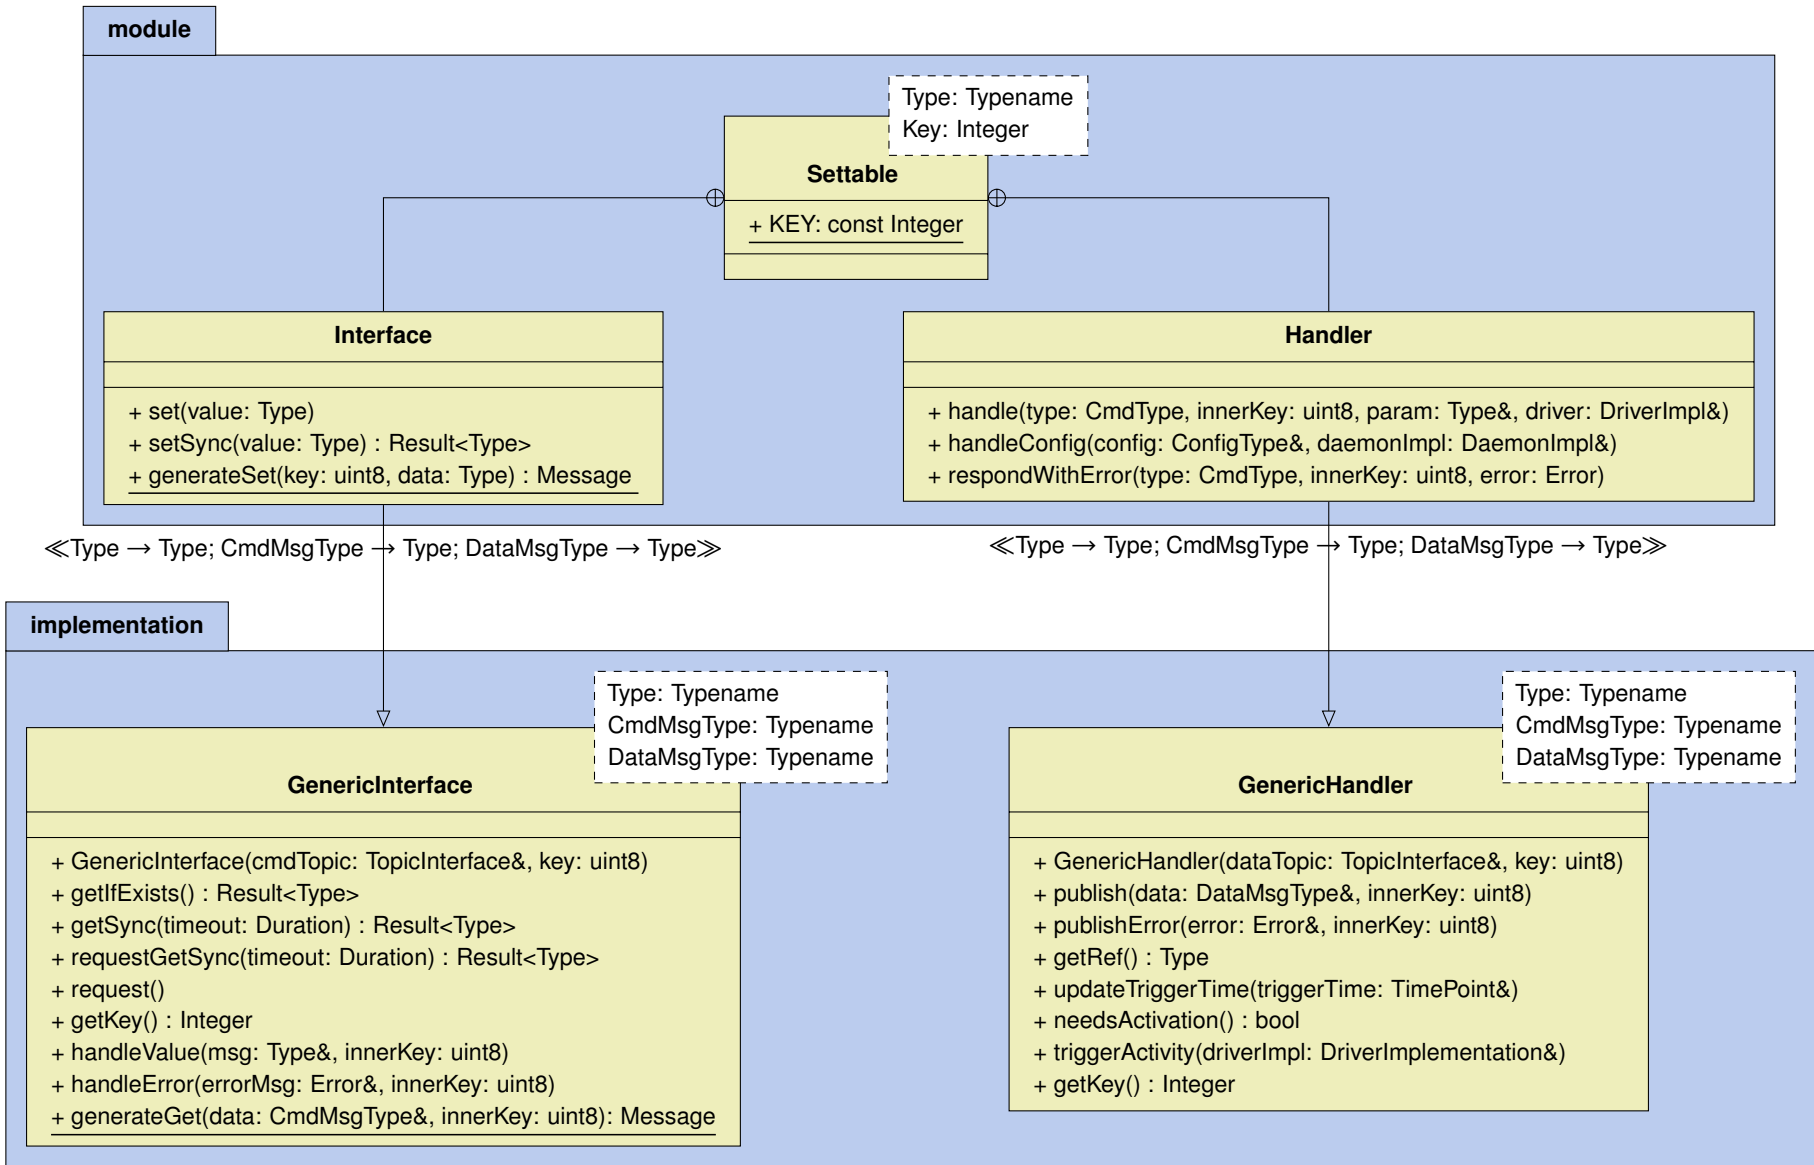 module
Type: Typename
Key: Integer
Settable
+ KEY: const Integer
Interface
+ set(value: Type)
+ setSync(value: Type) : Result<Type>
+ generateSet(key: uint8, data: Type) : Message
Handler
+ handle(type: CmdType, innerKey: uint8, param: Type&, driver: DriverImpl&)
+ handleConfig(config: ConfigType&, daemonImpl: DaemonImpl&)
+ respondWithError(type: CmdType, innerKey: uint8, error: Error)
≪Type → Type; CmdMsgType → Type; DataMsgType → Type≫
≪Type → Type; CmdMsgType → Type; DataMsgType → Type≫
implementation
Type: Typename
CmdMsgType: Typename
DataMsgType: Typename
GenericInterface
+ GenericInterface(cmdTopic: TopicInterface&, key: uint8)
+ getIfExists() : Result<Type>
+ getSync(timeout: Duration) : Result<Type>
+ requestGetSync(timeout: Duration) : Result<Type>
+ request()
+ getKey() : Integer
+ handleValue(msg: Type&, innerKey: uint8)
+ handleError(errorMsg: Error&, innerKey: uint8)
+ generateGet(data: CmdMsgType&, innerKey: uint8): Message
Type: Typename
CmdMsgType: Typename
DataMsgType: Typename
GenericHandler
+ GenericHandler(dataTopic: TopicInterface&, key: uint8)
+ publish(data: DataMsgType&, innerKey: uint8)
+ publishError(error: Error&, innerKey: uint8)
+ getRef() : Type
+ updateTriggerTime(triggerTime: TimePoint&)
+ needsActivation() : bool
+ triggerActivity(driverImpl: DriverImplementation&)
+ getKey() : Integer